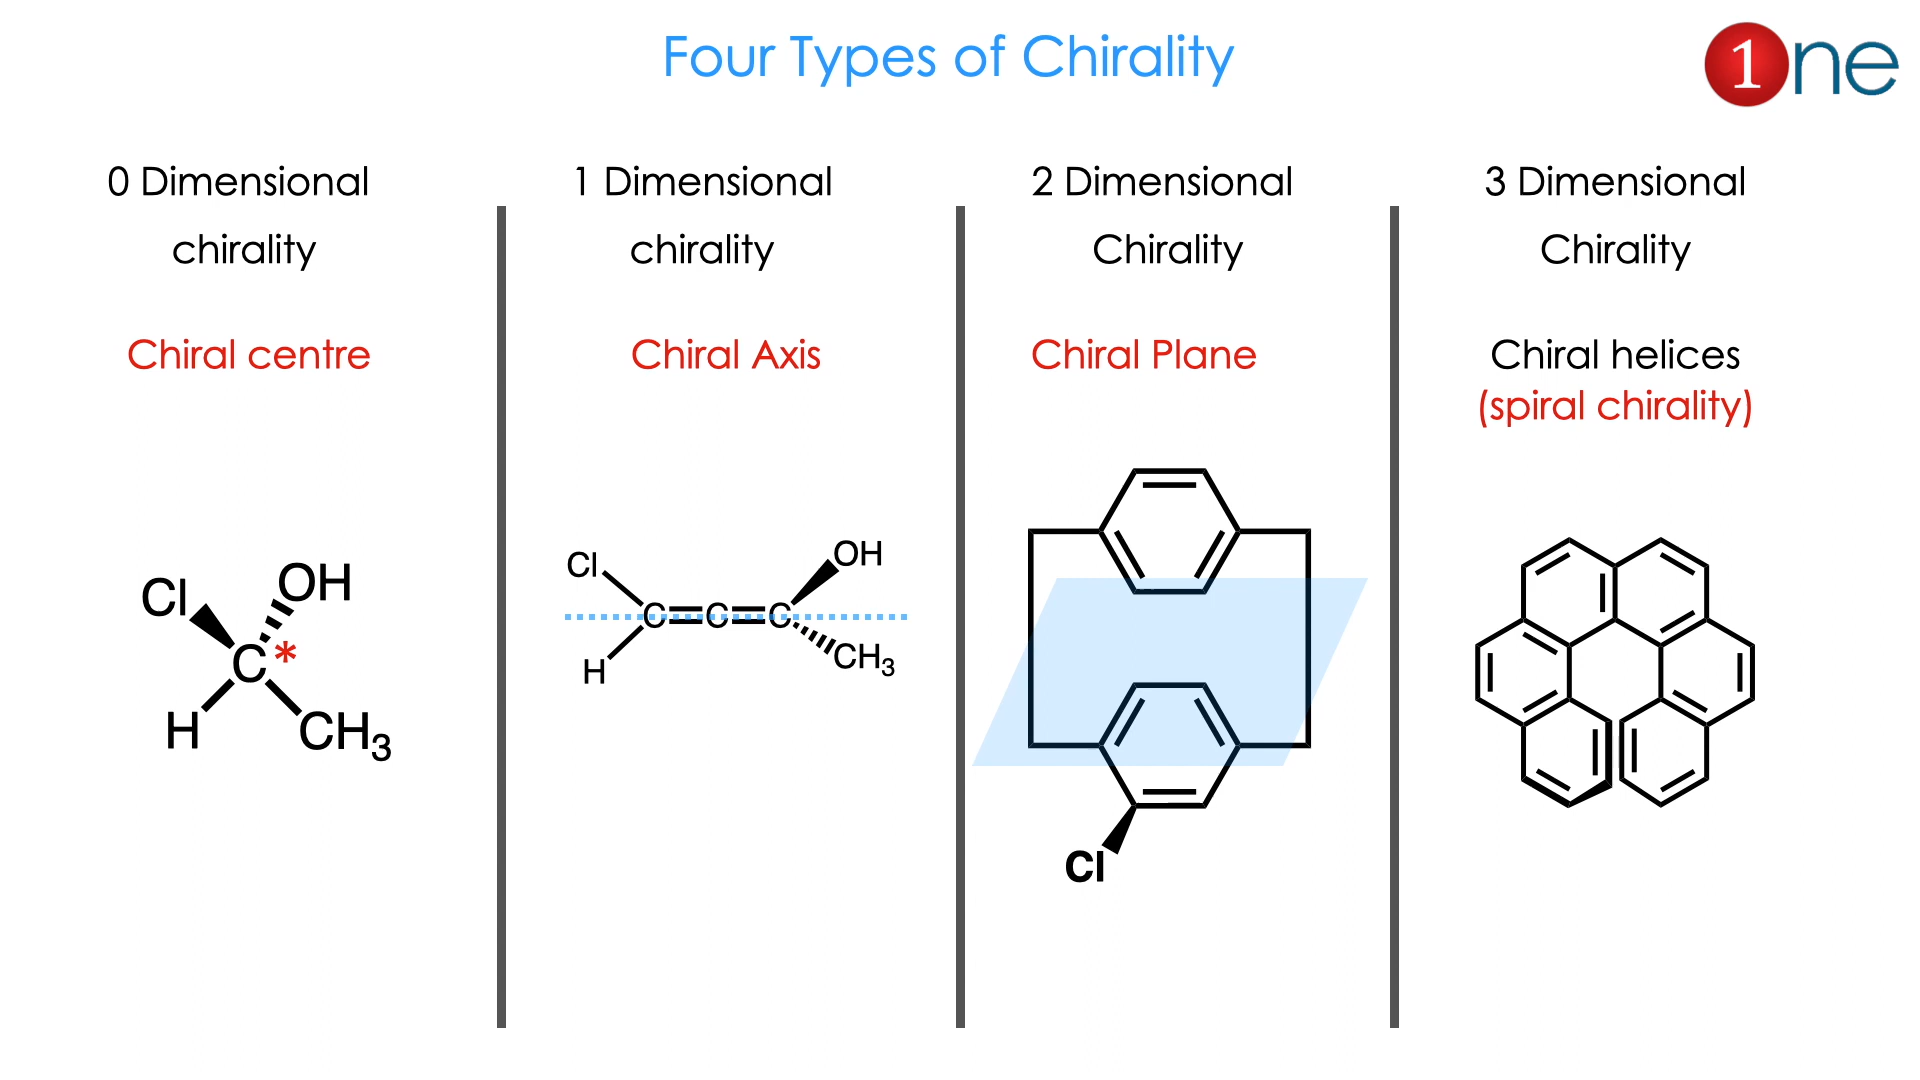 Four Types of Chirality
1ne
0 Dimensional
chirality
Chiral centre
Cl
OH
C*
H
CH₃
1 Dimensional
chirality
Chiral Axis
Cl
OH
C=C=C
H
CH₃
2 Dimensional
Chirality
Chiral Plane
Cl
3 Dimensional
Chirality
Chiral helices
(spiral chirality)